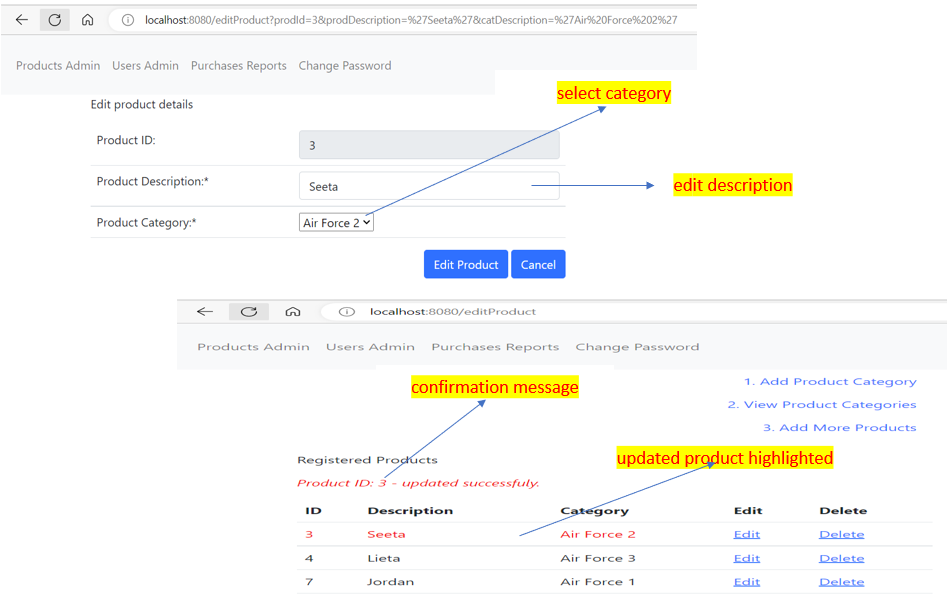 localhost:8080/editProduct?prodId=3&prodDescription=%27Seeta%27&catDescription=%27Air%20Force%202%27
Products Admin Users Admin Purchases Reports Change Password
select category
Edit product details
Product ID: 3
Product Description:* Seeta
edit description
Product Category:* Air Force 2
Edit Product Cancel
localhost:8080/editProduct
Products Admin Users Admin Purchases Reports Change Password
confirmation message
1. Add Product Category
2. View Product Categories
3. Add More Products
Registered Products
updated product highlighted
Product ID: 3 - updated successfuly.
ID Description Category Edit Delete
3 Seeta Air Force 2 Edit Delete
4 Lieta Air Force 3 Edit Delete
7 Jordan Air Force 1 Edit Delete